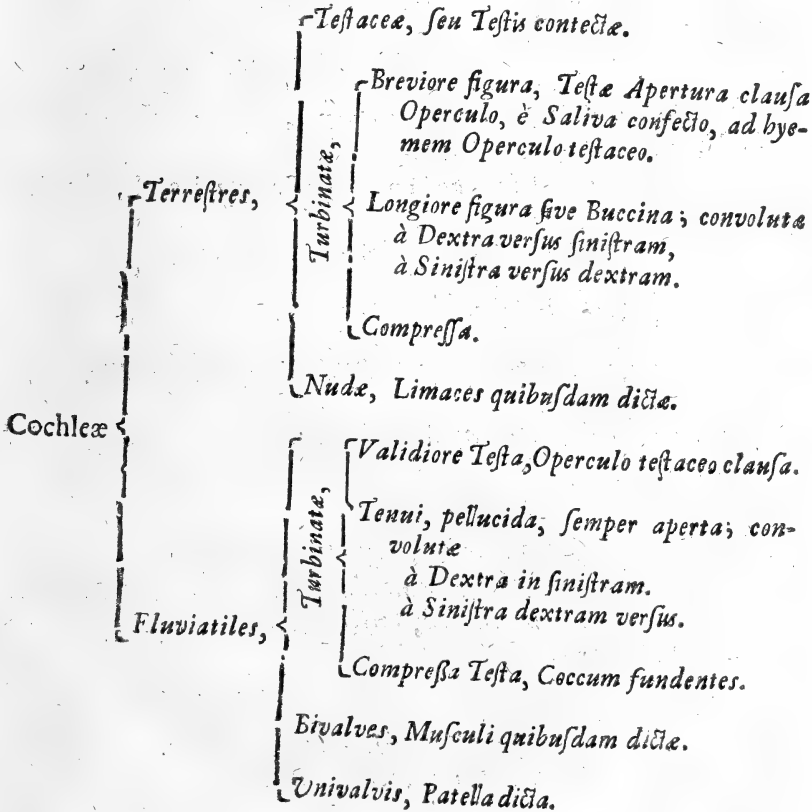 Cochleæ
Terreſtres,
Teſtaceæ, ſeu Teſtis contectæ.
Turbinatæ,
Breviore figura, Teſtæ Apertura clauſa
Operculo, è Saliva confecto, ad hye-
mem Operculo teſtaceo.
Longiore figura ſive Buccina; convolutæ
à Dextra verſus ſiniſtram,
à Siniſtra verſus dextram.
Compreſſa.
Nudæ, Limaces quibuſdam dictæ.
Fluviatiles,
Turbinatæ,
Validiore Teſta, Operculo teſtaceo clauſa.
Tenui, pellucida, ſemper aperta; con-
volutæ
à Dextra in ſiniſtram.
à Siniſtra dextram verſus.
Compreßa Teſta, Coccum fundentes.
Bivalves, Muſculi quibuſdam dictæ.
Univalvis, Patella dicta.